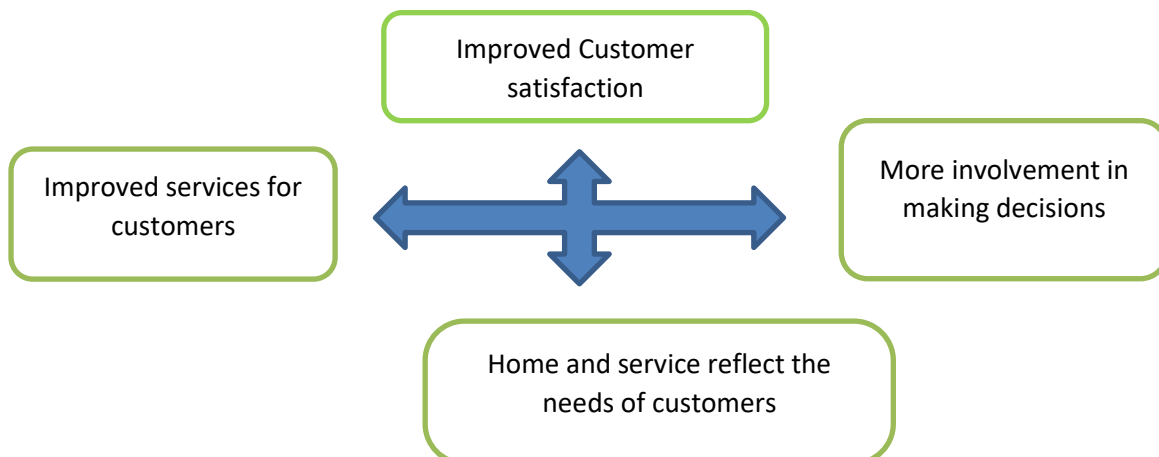 Improved Customer
satisfaction
Improved services for
customers
More involvement in
making decisions
Home and service reflect the
needs of customers